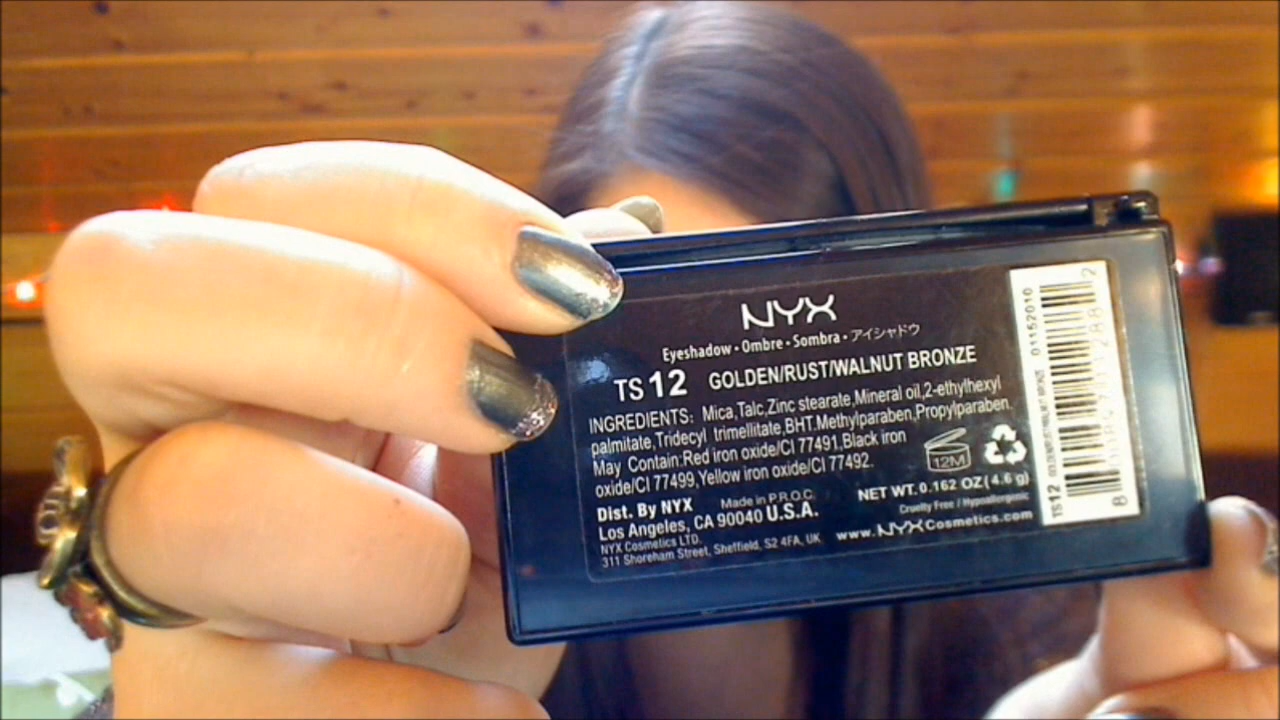 NYX
Eyeshadow • Ombre • Sombra • アイシャドウ
TS 12 GOLDEN/RUST/WALNUT BRONZE
INGREDIENTS: Mica,Talc,Zinc stearate,Mineral oil,2-ethylhexyl
palmitate,Tridecyl trimellitate,BHT.Methylparaben,Propylparaben.
May Contain:Red iron oxide/CI 77491,Black iron
oxide/CI 77499,Yellow iron oxide/CI 77492.
12M
Dist. By NYX Made in P.R.C.
NET WT. 0.162 OZ (4.6 g)
Los Angeles, CA 90040 U.S.A.
Cruelty Free / Hypoallergenic
NYX Cosmetics LTD.
311 Shoreham Street, Sheffield, S2 4FA, UK
www.NYXCosmetics.com
01152010
TS12 GOLDEN/RUST/WALNUT BRONZE